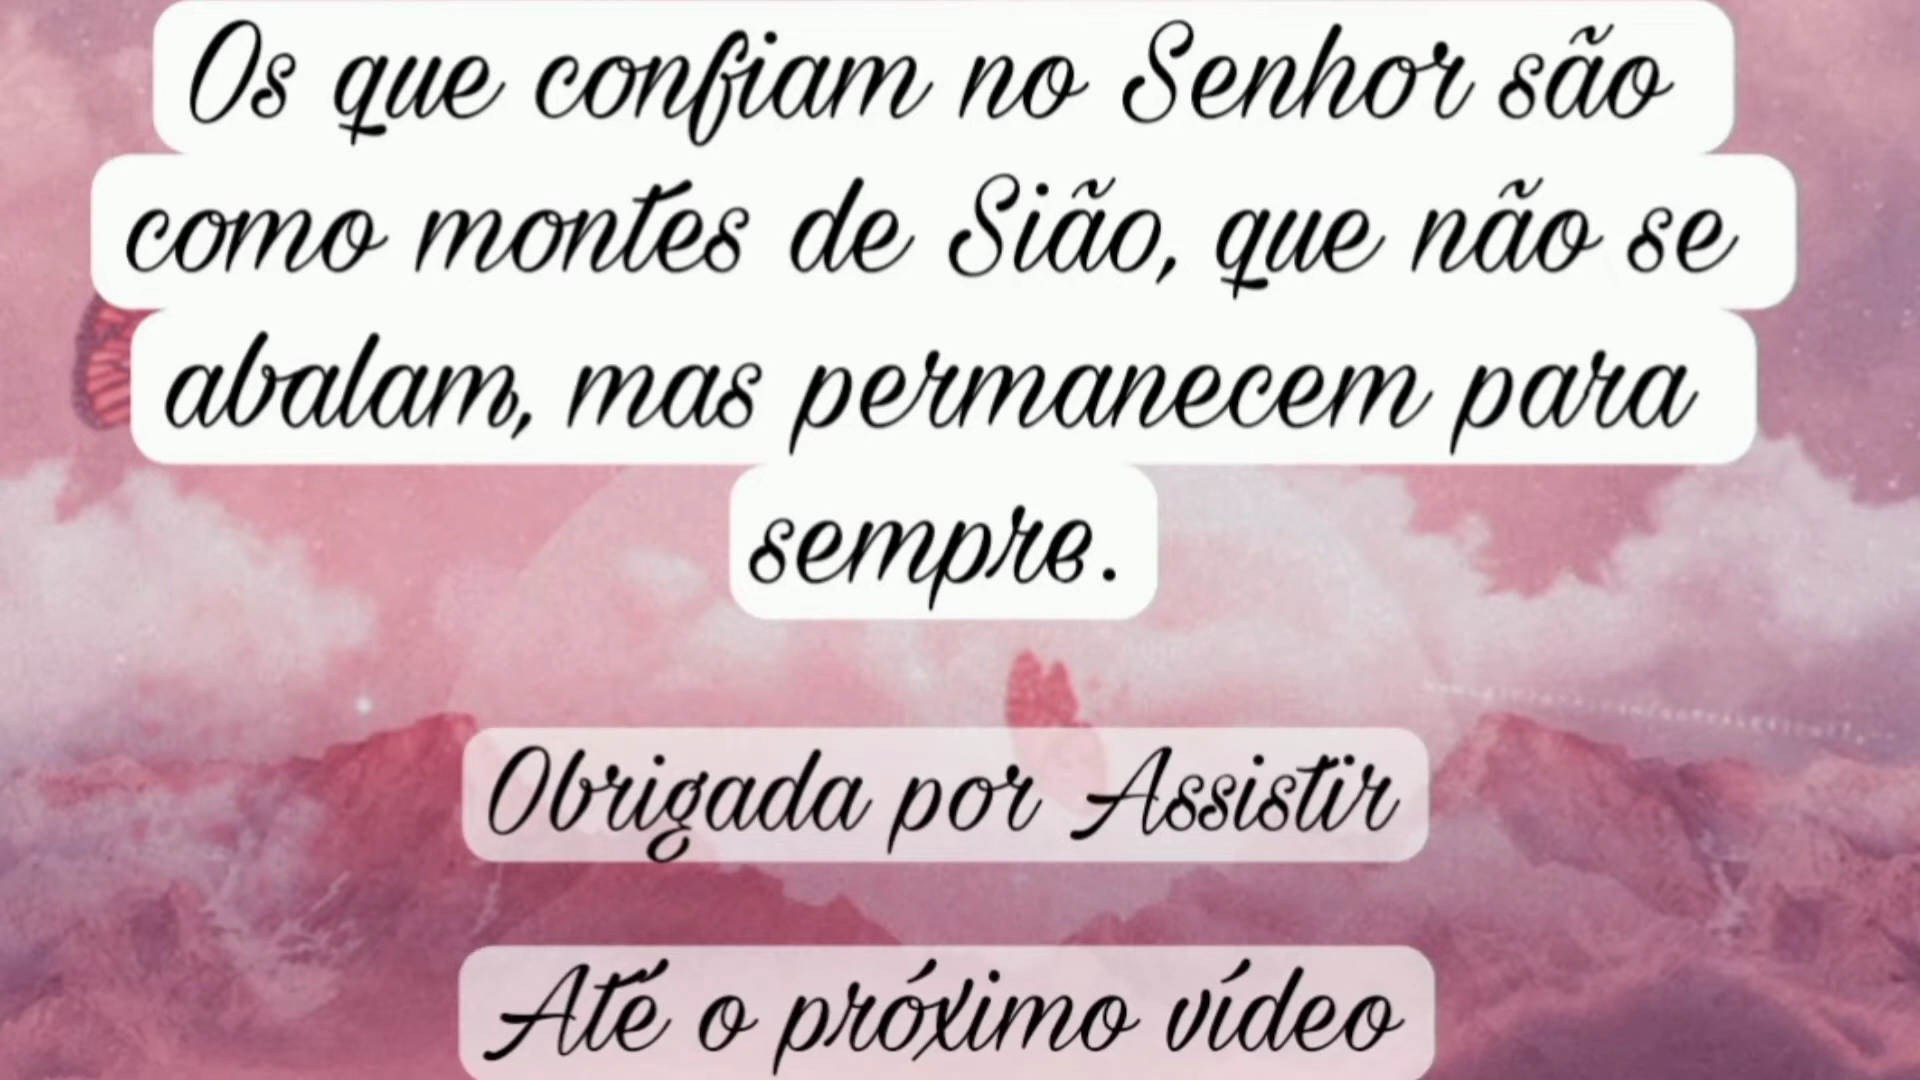 Os que confiam no Senhor são
como montes de Sião, que não se
abalam, mas permanecem para
sempre.
Obrigada por Assistir
Até o próximo vídeo